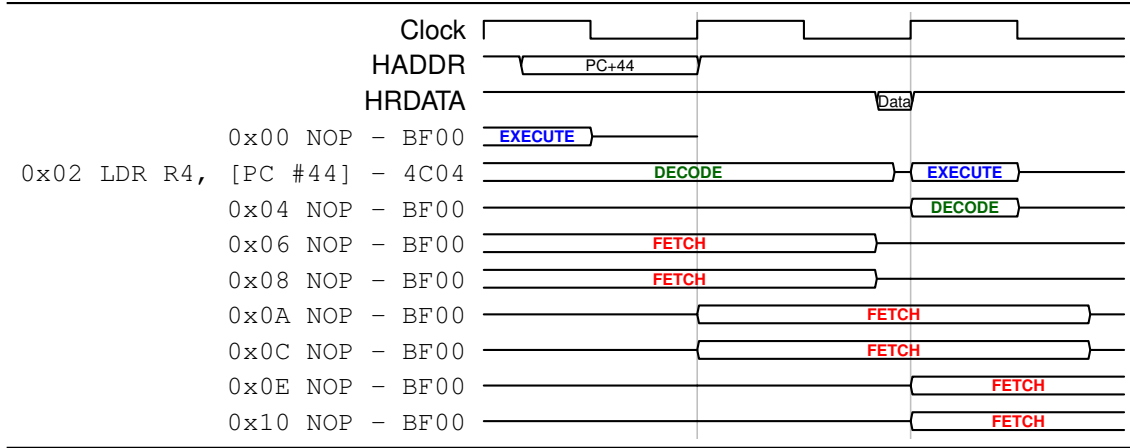 Clock
HADDR PC+44
HRDATA Data
0x00 NOP - BF00 EXECUTE
0x02 LDR R4, [PC #44] - 4C04 DECODE EXECUTE
0x04 NOP - BF00 DECODE
0x06 NOP - BF00 FETCH
0x08 NOP - BF00 FETCH
0x0A NOP - BF00 FETCH
0x0C NOP - BF00 FETCH
0x0E NOP - BF00 FETCH
0x10 NOP - BF00 FETCH